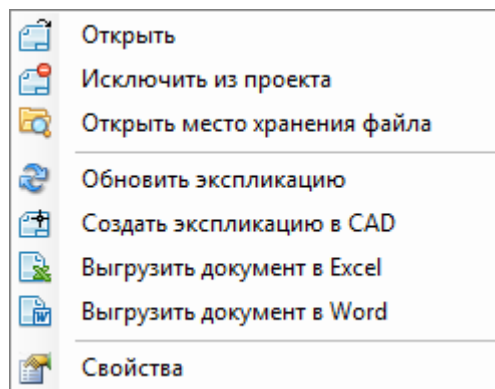 Открыть
Исключить из проекта
Открыть место хранения файла
Обновить экспликацию
Создать экспликацию в CAD
Выгрузить документ в Excel
Выгрузить документ в Word
Свойства